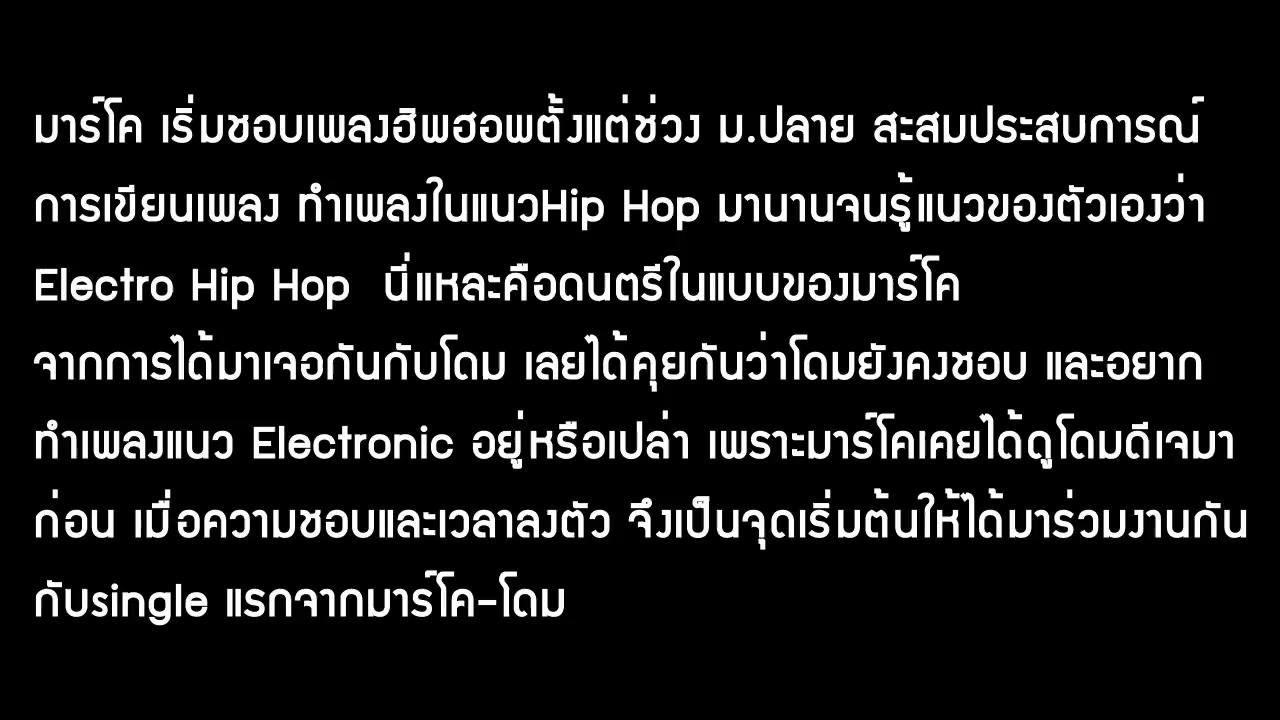 มาร์โค เริ่มชอบเพลงฮิพฮอพตั้งแต่ช่วง ม.ปลาย สะสมประสบการณ์
การเขียนเพลง ทำเพลงในแนวHip Hop มานานจนรู้แนวของตัวเองว่า
Electro Hip Hop  นี่แหละคือดนตรีในแบบของมาร์โค
จากการได้มาเจอกันกับโดม เลยได้คุยกันว่าโดมยังคงชอบ และอยาก
ทำเพลงแนว Electronic อยู่หรือเปล่า เพราะมาร์โคเคยได้ดูโดมดีเจมา
ก่อน เมื่อความชอบและเวลาลงตัว จึงเป็นจุดเริ่มต้นให้ได้มาร่วมงานกัน
กับsingle แรกจากมาร์โค-โดม